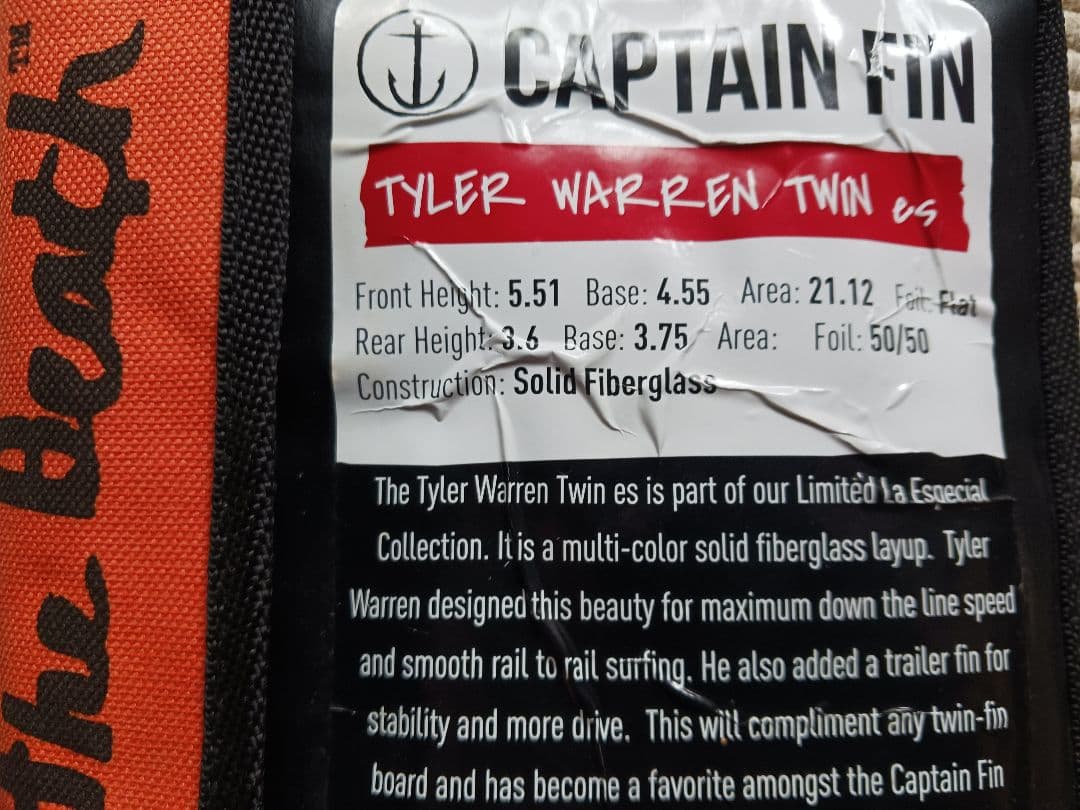 The Beach™
CAPTAIN FIN
TYLER WARREN TWIN es
Front Height: 5.51 Base: 4.55 Area: 21.12 Foil: Flat
Rear Height: 3.6 Base: 3.75 Area: Foil: 50/50
Construction: Solid Fiberglass
The Tyler Warren Twin es is part of our Limited La Especial
Collection. It is a multi-color solid fiberglass layup. Tyler
Warren designed this beauty for maximum down the line speed
and smooth rail to rail surfing. He also added a trailer fin for
stability and more drive. This will compliment any twin-fin
board and has become a favorite amongst the Captain Fin